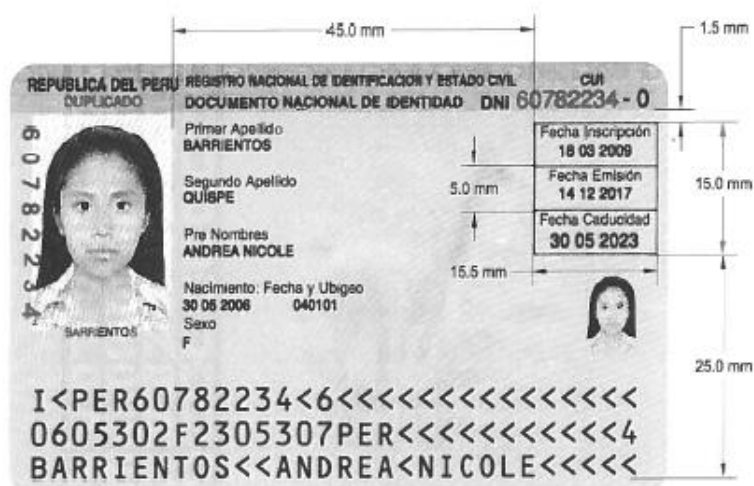 45.0 mm
1.5 mm
REPUBLICA DEL PERU REGISTRO NACIONAL DE IDENTIFICACION Y ESTADO CIVIL CUI
DUPLICADO DOCUMENTO NACIONAL DE IDENTIDAD DNI 60782234 - 0
60782234
Primer Apellido
BARRIENTOS
Segundo Apellido
QUISPE
Pre Nombres
ANDREA NICOLE
Nacimiento: Fecha y Ubigeo
30 05 2006 040101
Sexo
F
BARRIENTOS
Fecha Inscripción
18 03 2009
Fecha Emisión
14 12 2017
Fecha Caducidad
30 05 2023
5.0 mm
15.0 mm
15.5 mm
25.0 mm
I<PER60782234<6<<<<<<<<<<<<<<<
0605302F2305307PER<<<<<<<<<<<4
BARRIENTOS<<ANDREA<NICOLE<<<<<